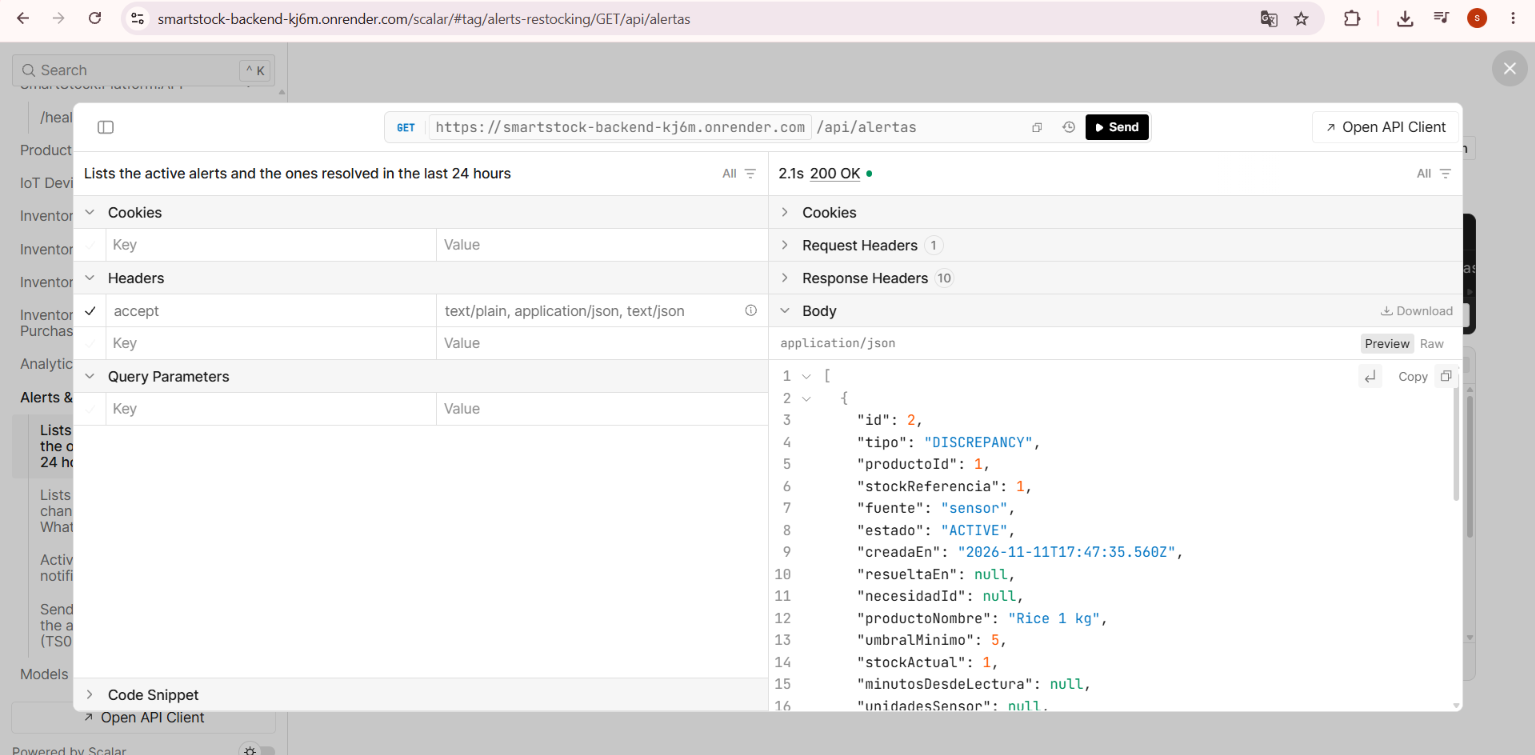 smartstock-backend-kj6m.onrender.com/scalar/#tag/alerts-restocking/GET/api/alertas
S
Search
^ K
SmartStock.Platform.API
/heal
Product
IoT Devi
Inventor
Inventor
Inventor
Inventor
Purchas
Analytic
Alerts &
Lists
the o
24 ho
Lists
chan
What
Activ
notifi
Send
the a
(TS0
Models
Open API Client
Powered by Scalar
GET
https://smartstock-backend-kj6m.onrender.com
/api/alertas
Send
Open API Client
Lists the active alerts and the ones resolved in the last 24 hours
All
Cookies
Key
Value
Headers
accept
text/plain, application/json, text/json
Key
Value
Query Parameters
Key
Value
Code Snippet
2.1s 200 OK
All
Cookies
Request Headers 1
Response Headers 10
Body
Download
application/json
Preview
Raw
Copy
1 [
2 {
3 "id": 2,
4 "tipo": "DISCREPANCY",
5 "productoId": 1,
6 "stockReferencia": 1,
7 "fuente": "sensor",
8 "estado": "ACTIVE",
9 "creadaEn": "2026-11-11T17:47:35.560Z",
10 "resueltaEn": null,
11 "necesidadId": null,
12 "productoNombre": "Rice 1 kg",
13 "umbralMinimo": 5,
14 "stockActual": 1,
15 "minutosDesdeLectura": null,
16 "unidadesSensor": null,